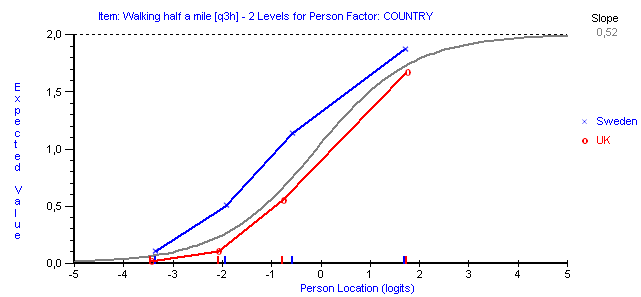 Item: Walking half a mile [q3h] - 2 Levels for Person Factor: COUNTRY
Slope
0,52
2,0
1,5
1,0
0,5
0,0
Expected Value
Sweden
UK
-5 -4 -3 -2 -1 0 1 2 3 4 5
Person Location (logits)